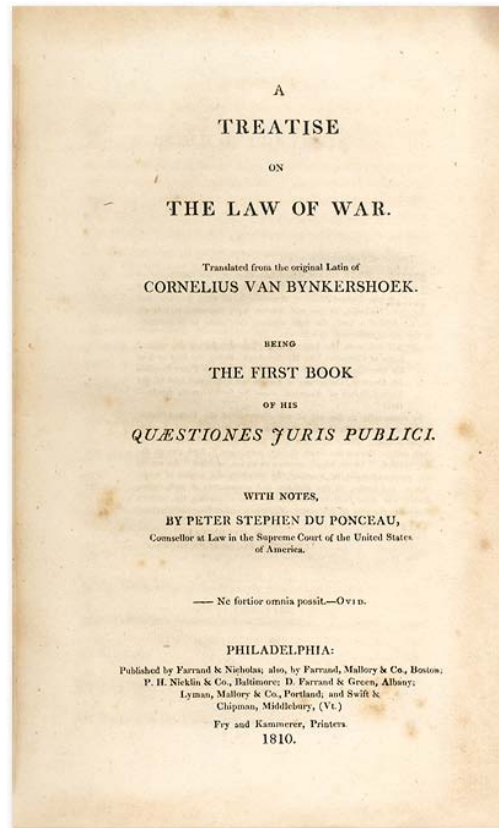 A
TREATISE
ON
THE LAW OF WAR.
Translated from the original Latin of
CORNELIUS VAN BYNKERSHOEK.
BEING
THE FIRST BOOK
OF HIS
QUÆSTIONES JURIS PUBLICI.
WITH NOTES,
BY PETER STEPHEN DU PONCEAU,
Counsellor at Law in the Supreme Court of the United States
of America.
—— Ne fortior omnia possit.—OVID.
PHILADELPHIA:
Published by Farrand & Nicholas; also, by Farrand, Mallory & Co., Boston;
P. H. Nicklin & Co., Baltimore; D. Farrand & Green, Albany;
Lyman, Mallory & Co., Portland; and Swift &
Chipman, Middlebury, (Vt.)
Fry and Kammerer, Printers.
1810.